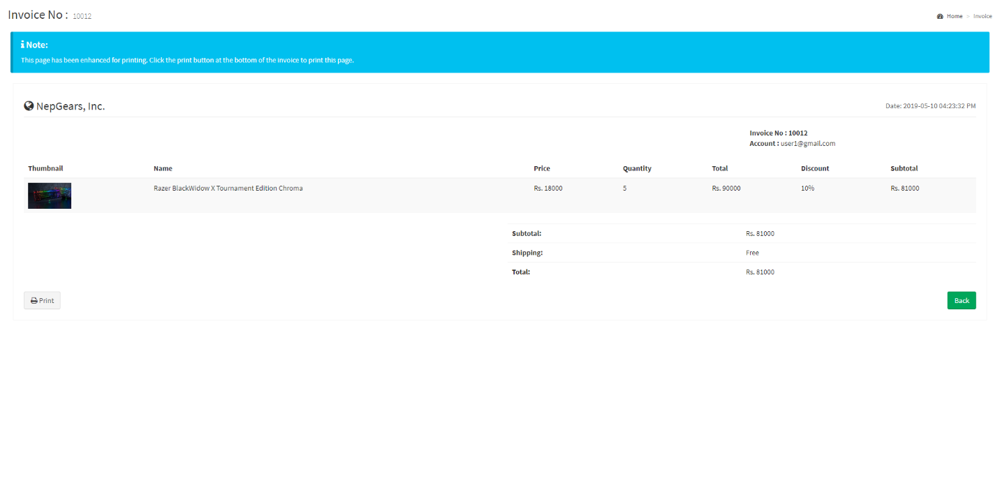 Invoice No : 10012
Home > Invoice
Note:
This page has been enhanced for printing. Click the print button at the bottom of the invoice to print this page.
NepGears, Inc.
Date: 2019-05-10 04:23:32 PM
Invoice No : 10012
Account : user1@gmail.com
Thumbnail Name Price Quantity Total Discount Subtotal
Razer BlackWidow X Tournament Edition Chroma Rs. 18000 5 Rs. 90000 10% Rs. 81000
Subtotal: Rs. 81000
Shipping: Free
Total: Rs. 81000
Print
Back